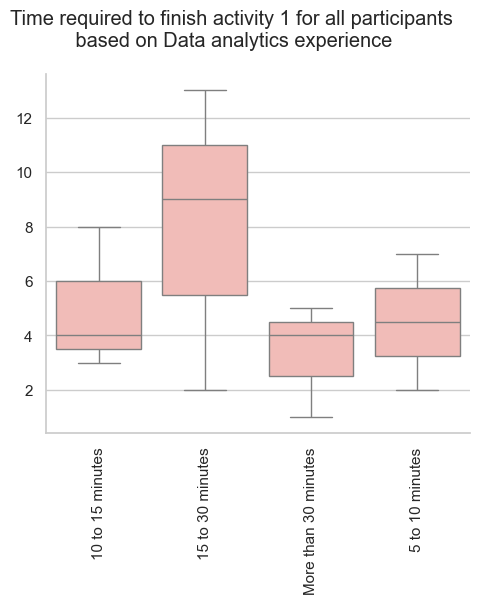 Time required to finish activity 1 for all participants
based on Data analytics experience
12
10
8
6
4
2
10 to 15 minutes
15 to 30 minutes
More than 30 minutes
5 to 10 minutes